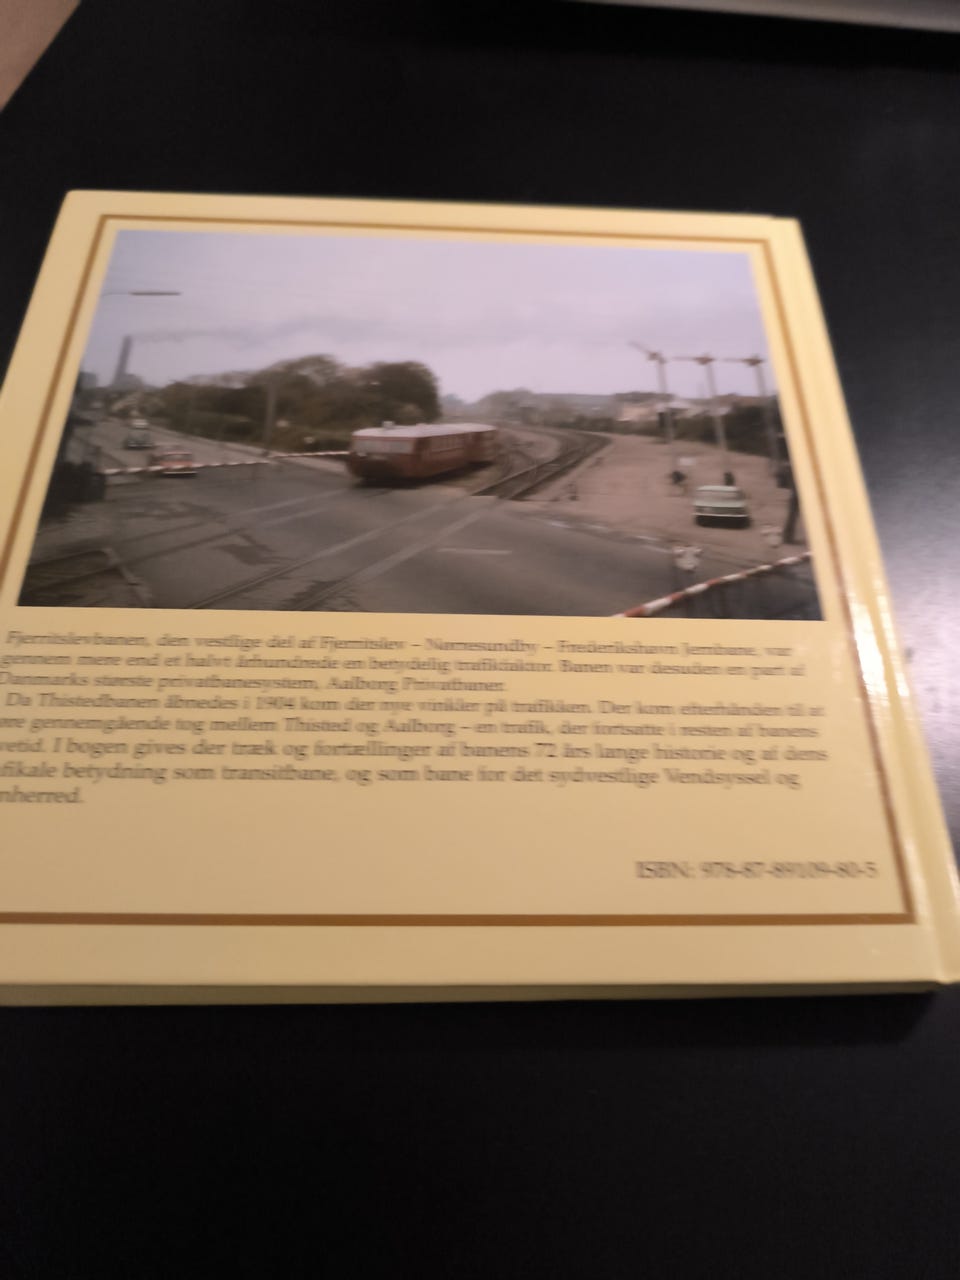 Fjerritslevbanen, den vestlige del af Fjerritslev – Nørresundby – Frederikshavn Jernbane, var
gennem mere end et halvt århundrede en betydelig trafikfaktor. Banen var desuden en part af
Danmarks største privatbanesystem, Aalborg Privatbaner.
Da Thistedbanen åbnedes i 1904 kom der nye vinkler på trafikken. Der kom efterhånden til at
øre gennemgående tog mellem Thisted og Aalborg – en trafik, der fortsatte i resten af banens
vetid. I bogen gives der træk og fortællinger af banens 72 års lange historie og af dens
fikale betydning som transitbane, og som bane for det sydvestlige Vendsyssel og
nherred.
ISBN: 978-87-89109-80-5